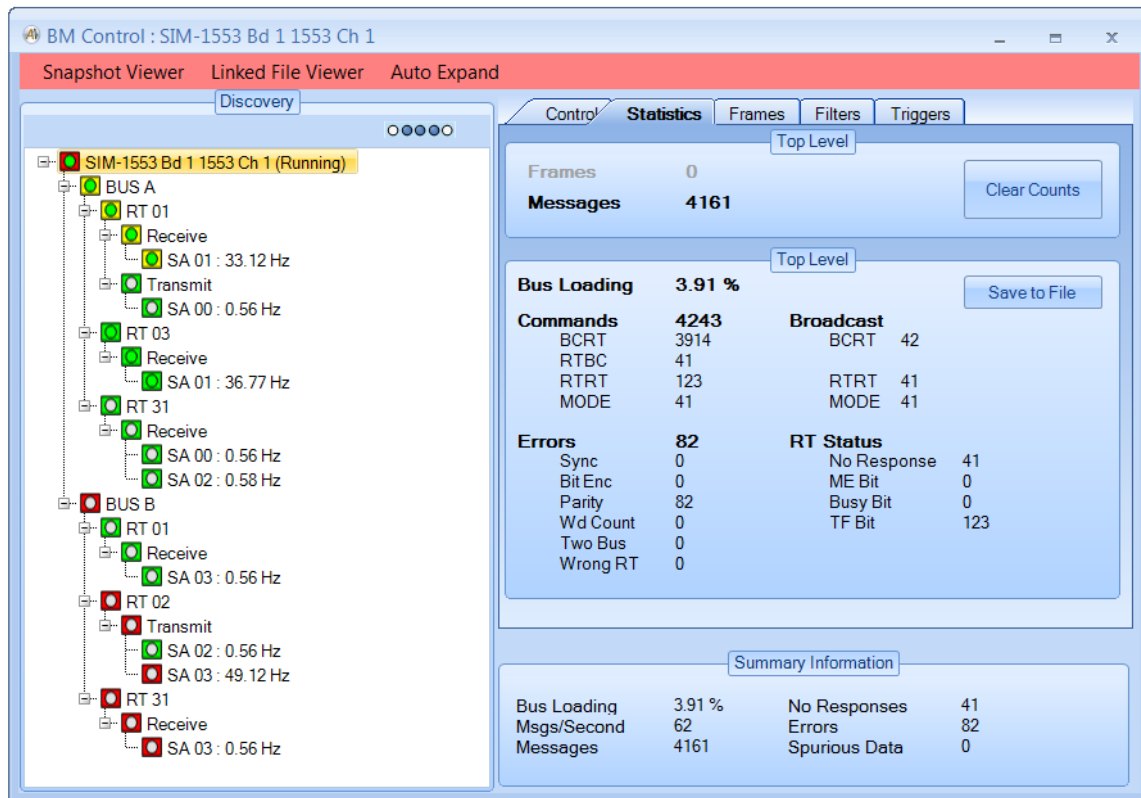 BM Control : SIM-1553 Bd 1 1553 Ch 1
Snapshot Viewer Linked File Viewer Auto Expand
Discovery
SIM-1553 Bd 1 1553 Ch 1 (Running)
BUS A
RT 01
Receive
SA 01 : 33.12 Hz
Transmit
SA 00 : 0.56 Hz
RT 03
Receive
SA 01 : 36.77 Hz
RT 31
Receive
SA 00 : 0.56 Hz
SA 02 : 0.58 Hz
BUS B
RT 01
Receive
SA 03 : 0.56 Hz
RT 02
Transmit
SA 02 : 0.56 Hz
SA 03 : 49.12 Hz
RT 31
Receive
SA 03 : 0.56 Hz
Control Statistics Frames Filters Triggers
Top Level
Frames 0
Messages 4161
Clear Counts
Top Level
Bus Loading 3.91 %
Save to File
Commands 4243 Broadcast
BCRT 3914 BCRT 42
RTBC 41
RTRT 123 RTRT 41
MODE 41 MODE 41
Errors 82 RT Status
Sync 0 No Response 41
Bit Enc 0 ME Bit 0
Parity 82 Busy Bit 0
Wd Count 0 TF Bit 123
Two Bus 0
Wrong RT 0
Summary Information
Bus Loading 3.91 % No Responses 41
Msgs/Second 62 Errors 82
Messages 4161 Spurious Data 0